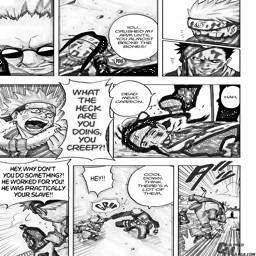 YOU...
CRUSHED MY
ARM UNTIL
YOU ALMOST
BROKE THE
BONES!
HAH.
DEAD
MEAT,
CARRION.
WHAT
THE
HECK
ARE
YOU
DOING,
YOU
CREEP?!
COOL
DOWN,
THINK,
THERE'S A
LOT OF
THEM.
HEY!!
HEY, WHY DON'T
YOU DO SOMETHING?!
HE WORKED FOR YOU!
HE WAS PRACTICALLY
YOUR SLAVE!!